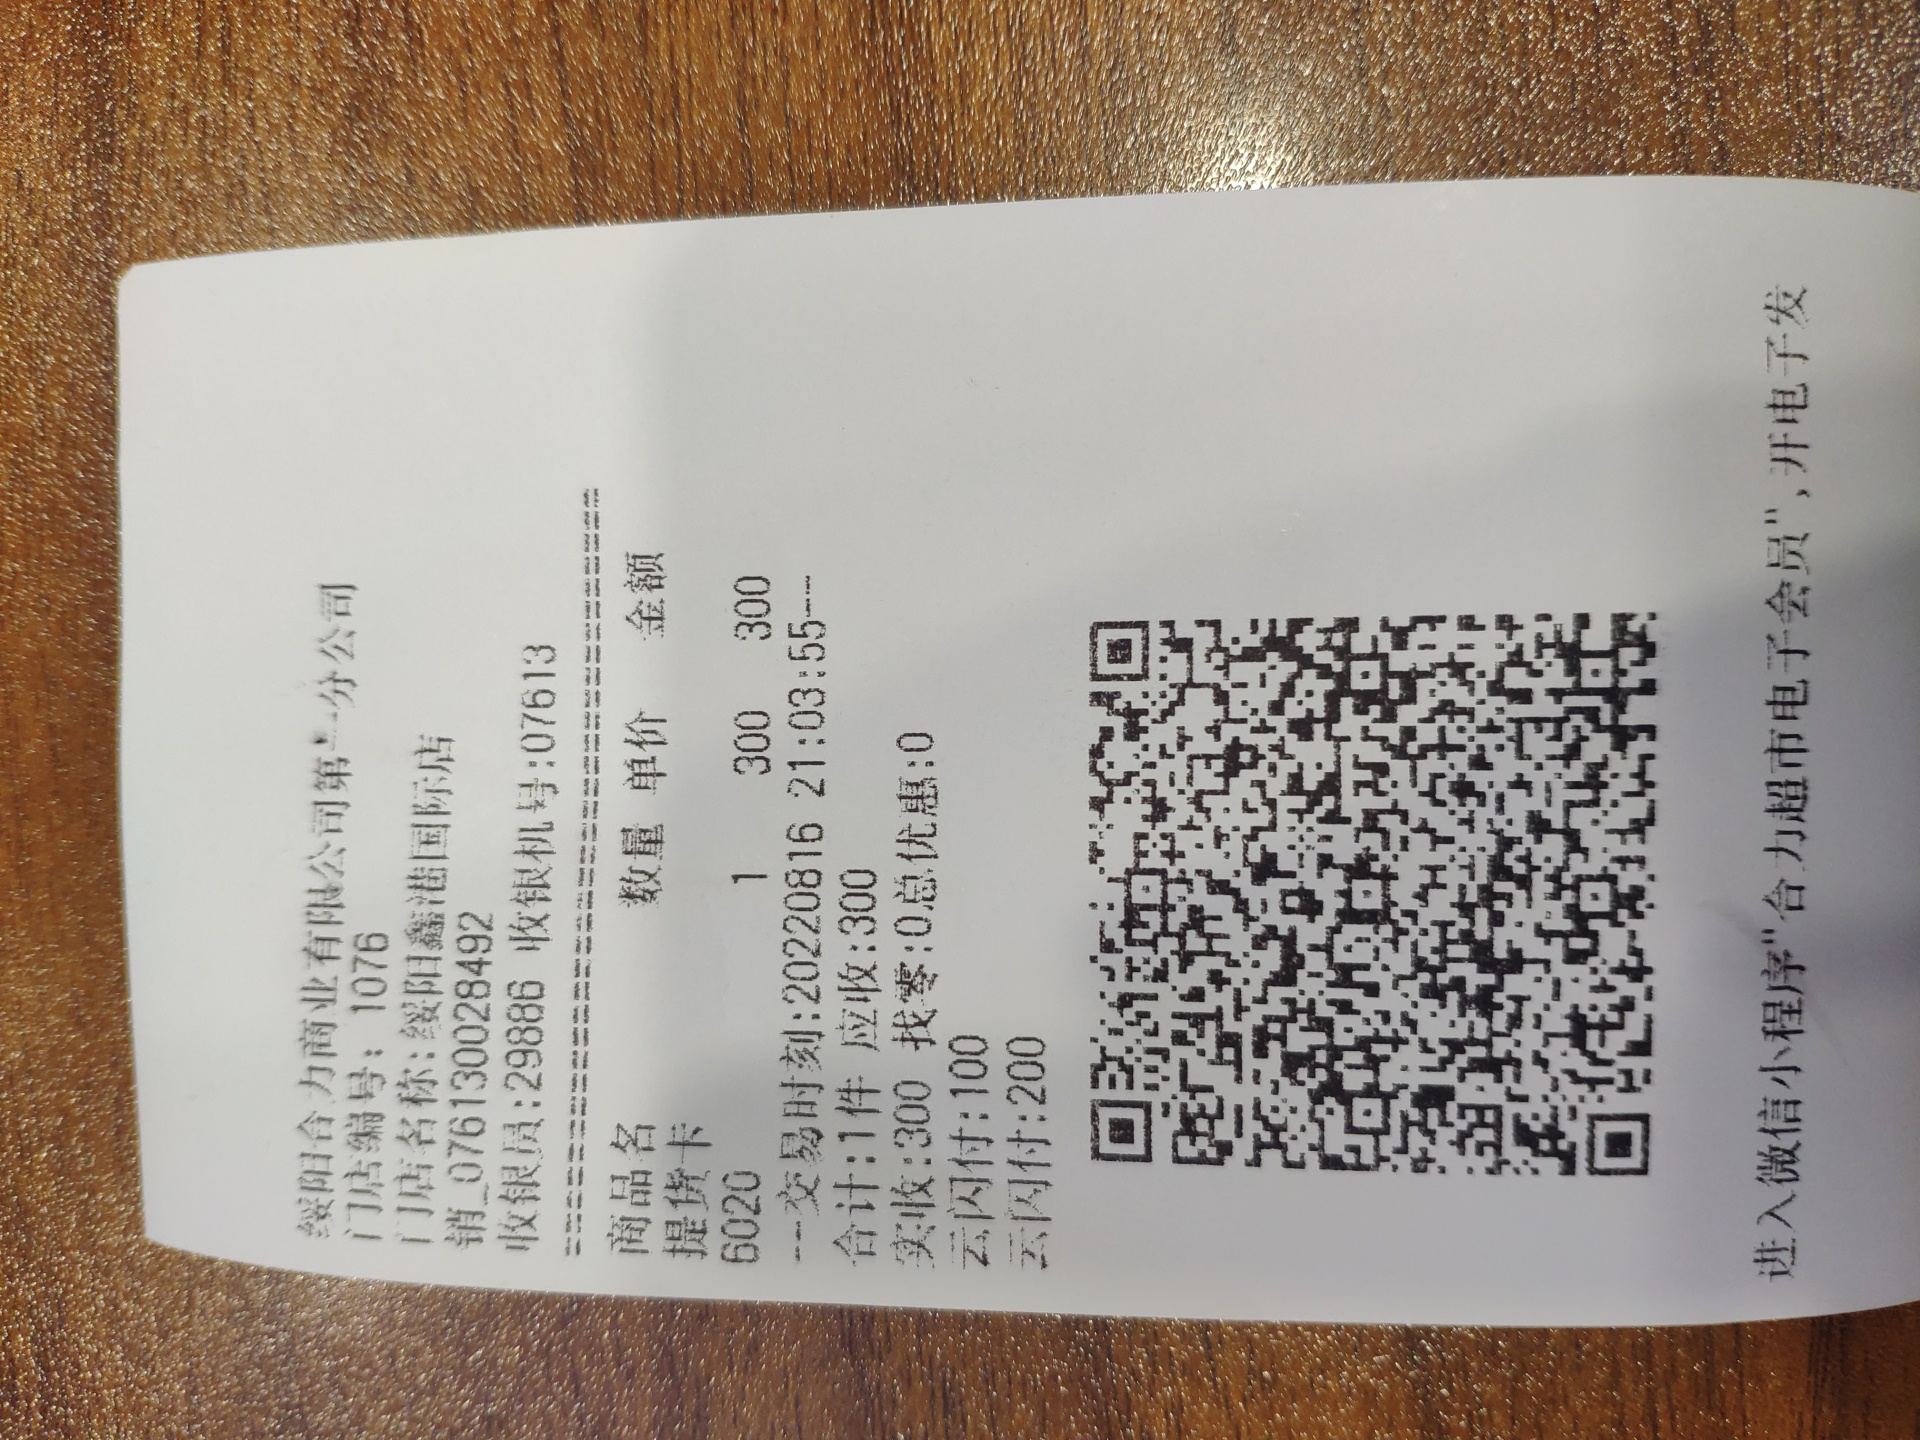 绥阳合力商业有限公司第一分公司
门店编号: 1076
门店名称:绥阳鑫港国际店
销_076130028492
收银员:29886 收银机号:07613
================================
商品名 数量 单价 金额
提货卡
6020 1 300 300
---交易时刻:20220816 21:03:55---
合计:1件 应收:300
实收:300 找零:0总优惠:0
云闪付:100
云闪付:200
进入微信小程序"合力超市电子会员",开电子发